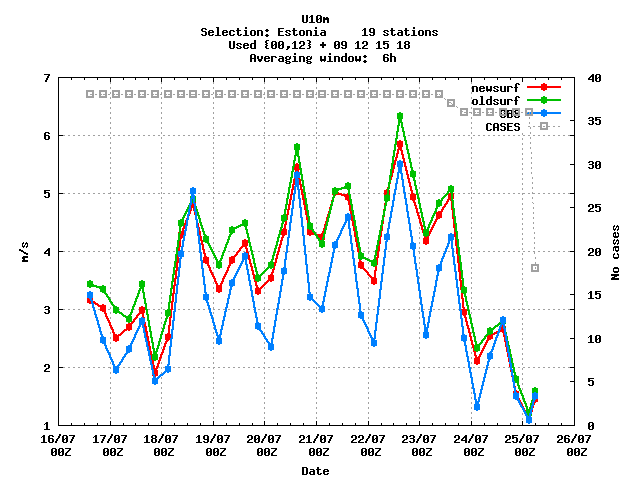 U10m
Selection: Estonia 19 stations
Used {00,12} + 09 12 15 18
Averaging window: 6h
7 40
newsurf
oldsurf
OBS
CASES
6 35
5 30
4 25
3 20
2 15
1 10
5
0
m/s
No cases
16/07 17/07 18/07 19/07 20/07 21/07 22/07 23/07 24/07 25/07 26/07
00Z 00Z 00Z 00Z 00Z 00Z 00Z 00Z 00Z 00Z 00Z
Date